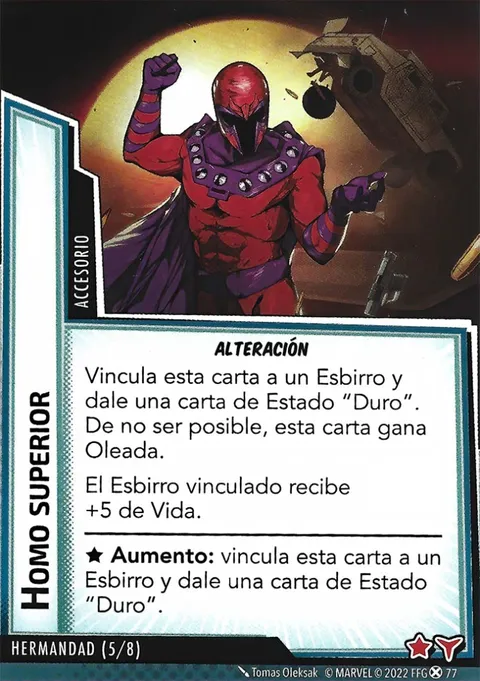 ACCESORIO
HOMO SUPERIOR
ALTERACIÓN
Vincula esta carta a un Esbirro y
dale una carta de Estado “Duro”.
De no ser posible, esta carta gana
Oleada.
El Esbirro vinculado recibe
+5 de Vida.
★ Aumento: vincula esta carta a un
Esbirro y dale una carta de Estado
“Duro”.
HERMANDAD (5/8)
Tomas Oleksak © MARVEL © 2022 FFG 77